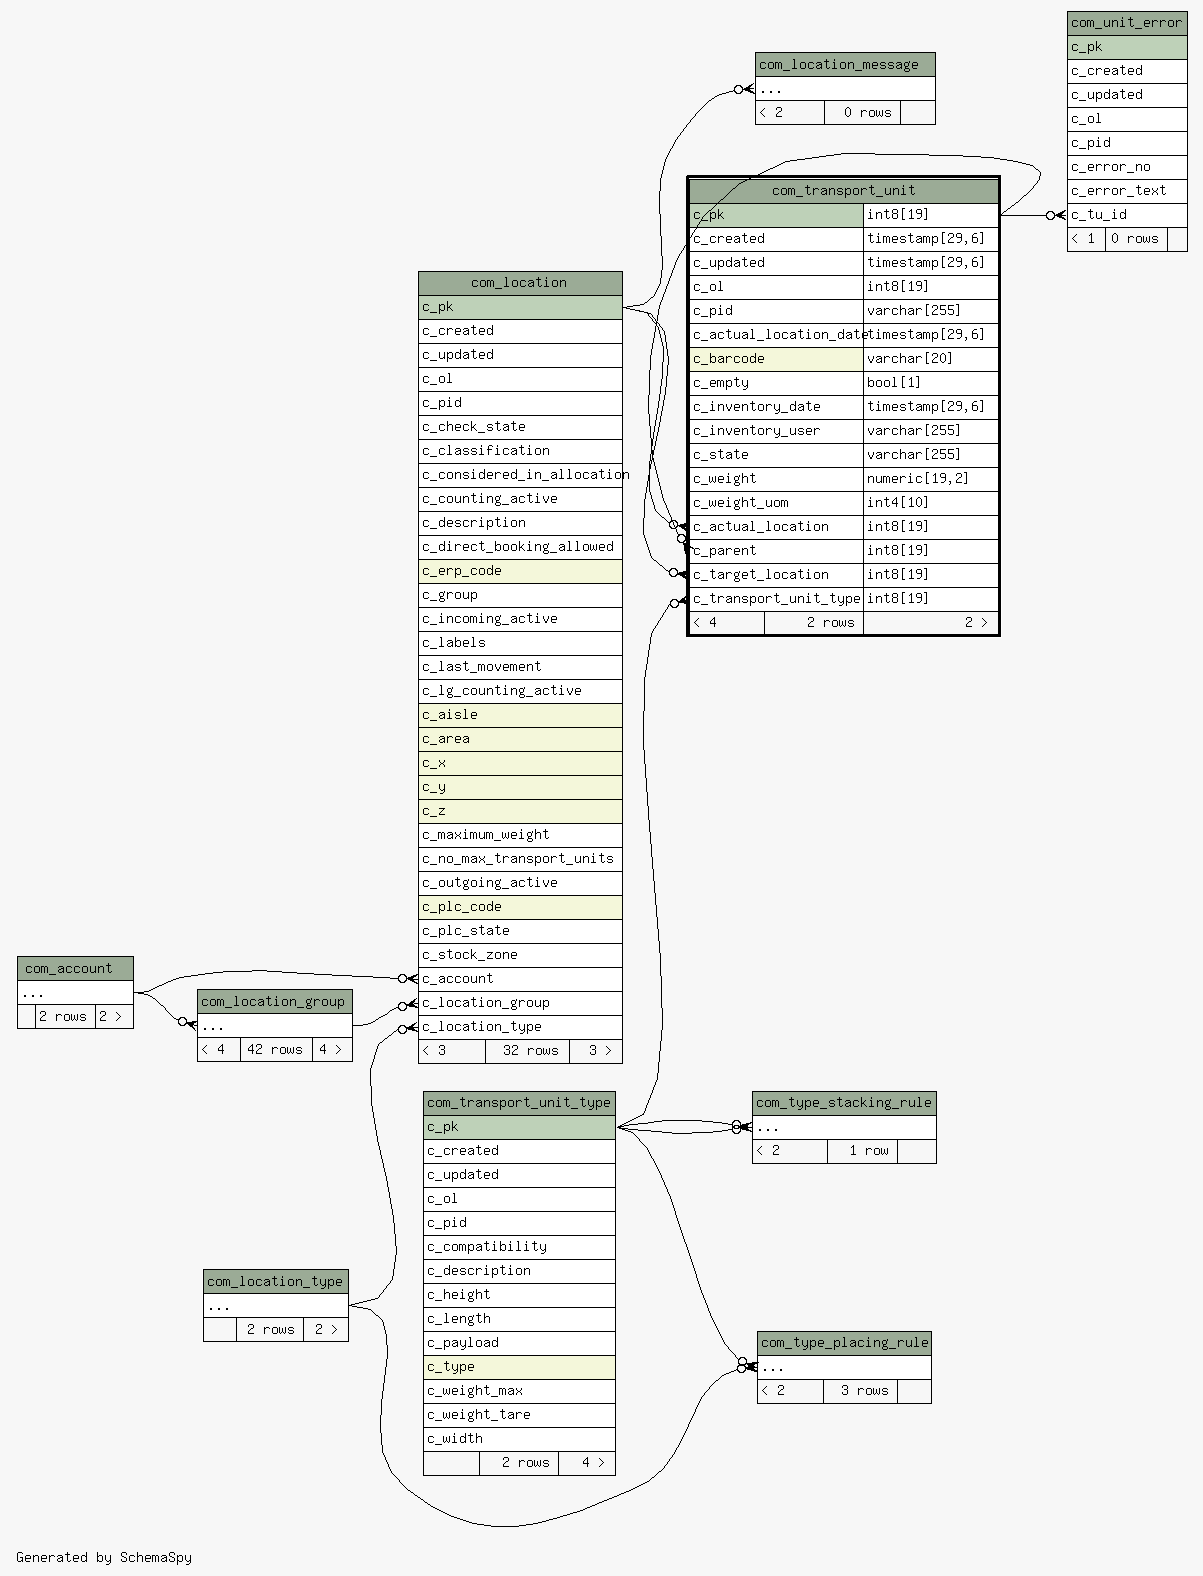 com_unit_error
c_pk
c_created
c_updated
c_ol
c_pid
c_error_no
c_error_text
c_tu_id
< 1 0 rows
com_location_message
...
< 2 0 rows
com_transport_unit
c_pk int8[19]
c_created timestamp[29,6]
c_updated timestamp[29,6]
c_ol int8[19]
c_pid varchar[255]
c_actual_location_date timestamp[29,6]
c_barcode varchar[20]
c_empty bool[1]
c_inventory_date timestamp[29,6]
c_inventory_user varchar[255]
c_state varchar[255]
c_weight numeric[19,2]
c_weight_uom int4[10]
c_actual_location int8[19]
c_parent int8[19]
c_target_location int8[19]
c_transport_unit_type int8[19]
< 4 2 rows 2 >
com_location
c_pk
c_created
c_updated
c_ol
c_pid
c_check_state
c_classification
c_considered_in_allocation
c_counting_active
c_description
c_direct_booking_allowed
c_erp_code
c_group
c_incoming_active
c_labels
c_last_movement
c_lg_counting_active
c_aisle
c_area
c_x
c_y
c_z
c_maximum_weight
c_no_max_transport_units
c_outgoing_active
c_plc_code
c_plc_state
c_stock_zone
c_account
c_location_group
c_location_type
< 3 32 rows 3 >
com_account
...
2 rows 2 >
com_location_group
...
< 4 42 rows 4 >
com_transport_unit_type
c_pk
c_created
c_updated
c_ol
c_pid
c_compatibility
c_description
c_height
c_length
c_payload
c_type
c_weight_max
c_weight_tare
c_width
2 rows 4 >
com_type_stacking_rule
...
< 2 1 row
com_location_type
...
2 rows 2 >
com_type_placing_rule
...
< 2 3 rows
Generated by SchemaSpy